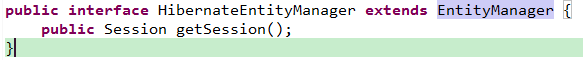 public interface HibernateEntityManager extends EntityManager {
    public Session getSession();
}